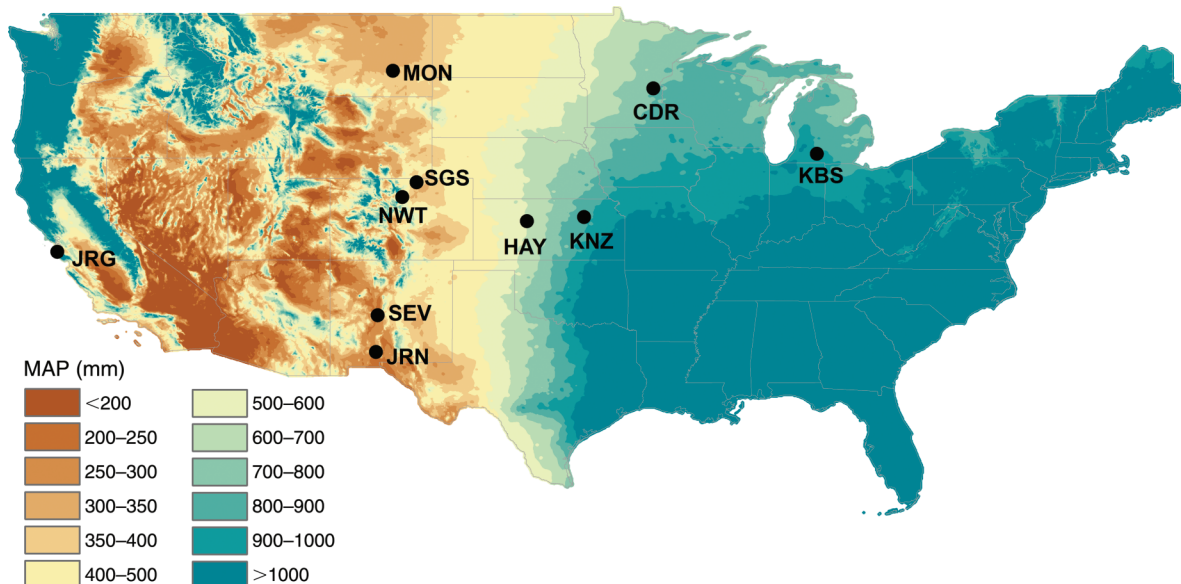 MON
CDR
KBS
SGS
NWT
HAY
KNZ
JRG
SEV
JRN
MAP (mm)
<200
200–250
250–300
300–350
350–400
400–500
500–600
600–700
700–800
800–900
900–1000
>1000